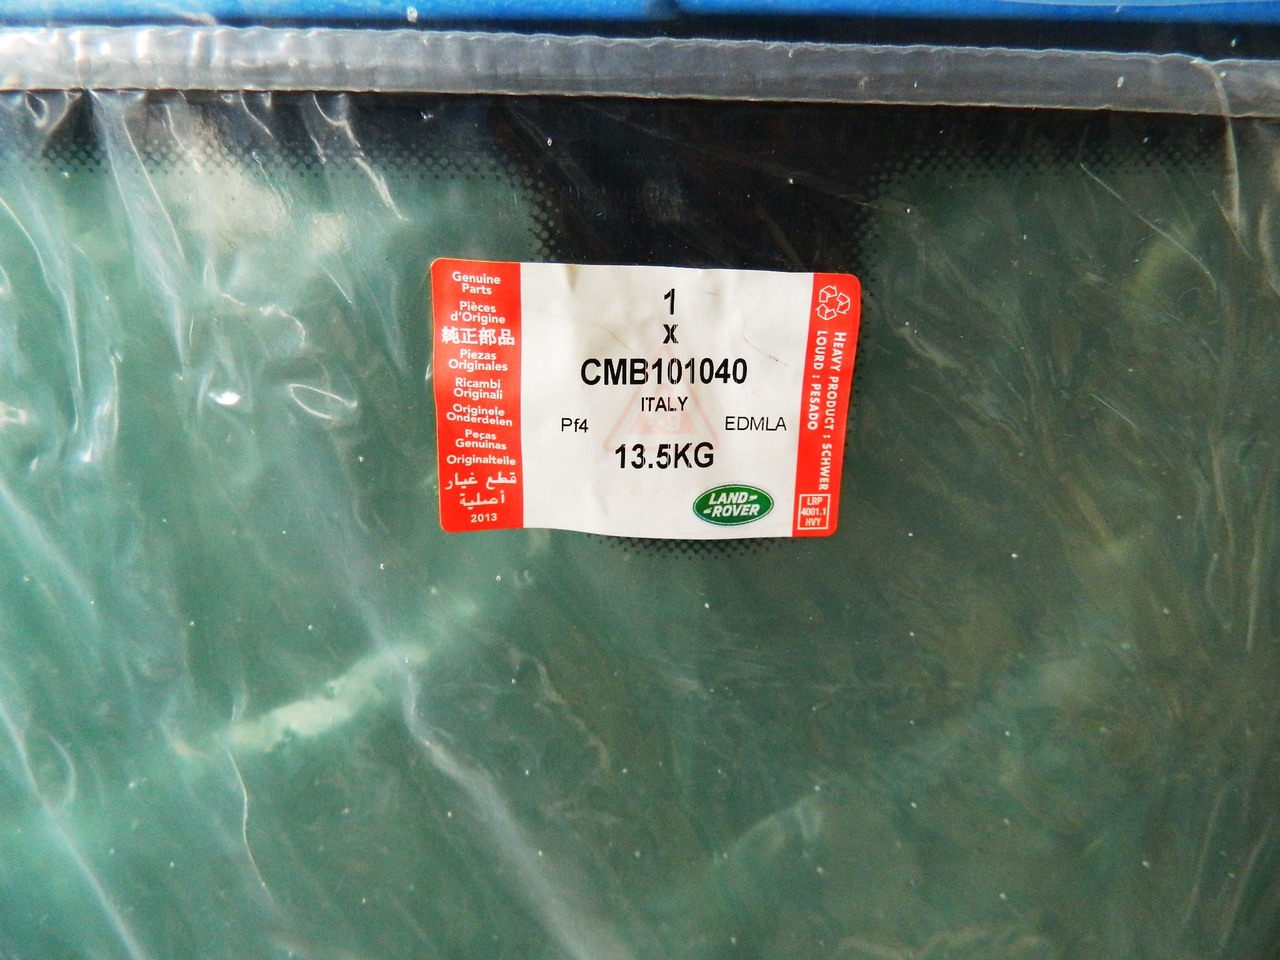 Genuine
Parts
Pièces
d'Origine
純正部品
Piezas
Originales
Ricambi
Originali
Originele
Onderdelen
Peças
Genuinas
Originalteile
قطع غيار
أصلية
2013
1
X
CMB101040
ITALY
Pf4
EDMLA
13.5KG
LAND-
-ROVER
HEAVY PRODUCT : SCHWER
LOURD : PESADO
LRP
4001.1
HVY